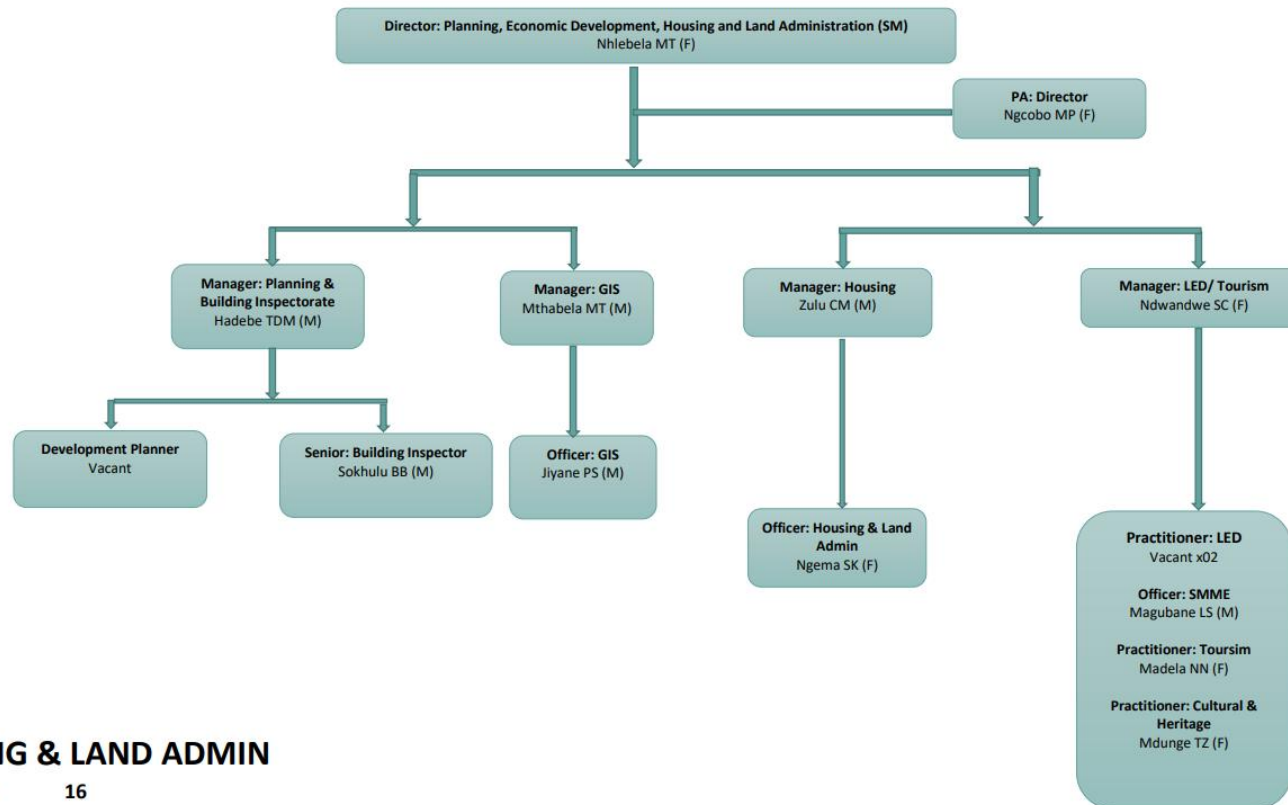 Director: Planning, Economic Development, Housing and Land Administration (SM)
Nhlebela MT (F)
PA: Director
Ngcobo MP (F)
Manager: Planning &
Building Inspectorate
Hadebe TDM (M)
Manager: GIS
Mthabela MT (M)
Manager: Housing
Zulu CM (M)
Manager: LED/ Tourism
Ndwandwe SC (F)
Development Planner
Vacant
Senior: Building Inspector
Sokhulu BB (M)
Officer: GIS
Jiyane PS (M)
Officer: Housing & Land
Admin
Ngema SK (F)
Practitioner: LED
Vacant x02
Officer: SMME
Magubane LS (M)
Practitioner: Toursim
Madela NN (F)
Practitioner: Cultural &
Heritage
Mdunge TZ (F)
& LAND ADMIN
16